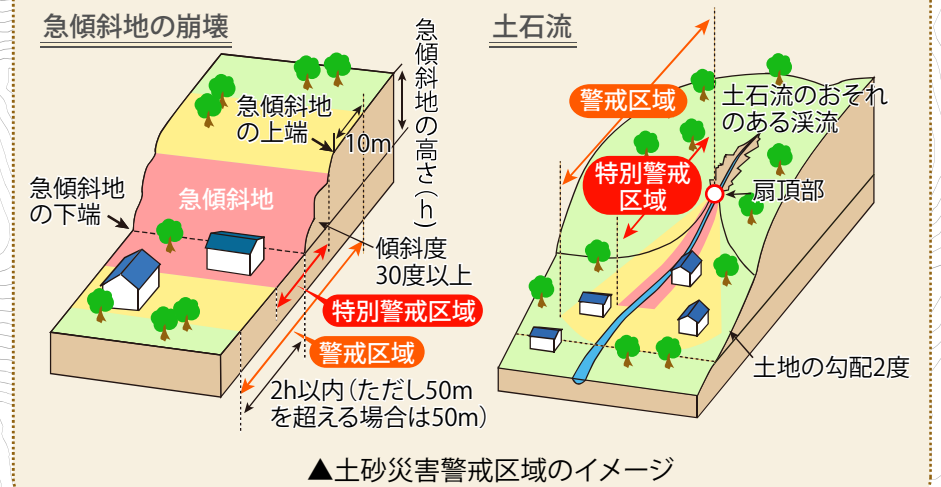 急傾斜地の崩壊
急傾斜地の高さ(h)
急傾斜地
の上端
10m
急傾斜地
の下端
急傾斜地
傾斜度
30度以上
特別警戒区域
警戒区域
2h以内(ただし50m
を超える場合は50m)
土石流
警戒区域
土石流のおそれ
のある渓流
特別警戒
区域
扇頂部
土地の勾配2度
▲土砂災害警戒区域のイメージ